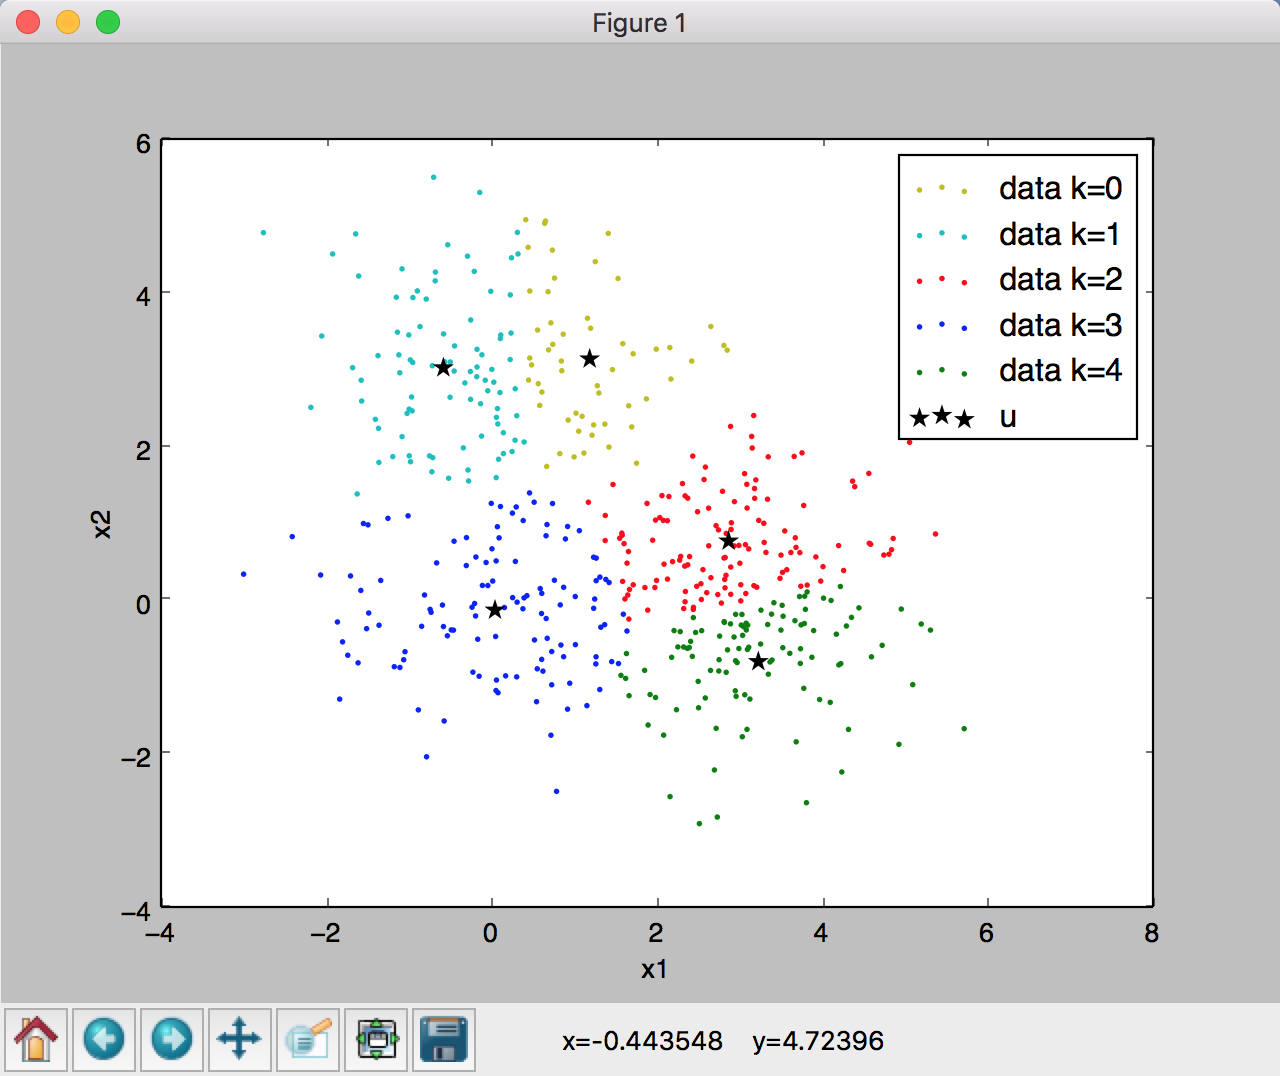 Figure 1
6
4
2
0
−2
−4
−4 −2 0 2 4 6 8
x1
x2
data k=0
data k=1
data k=2
data k=3
data k=4
u
x=-0.443548 y=4.72396